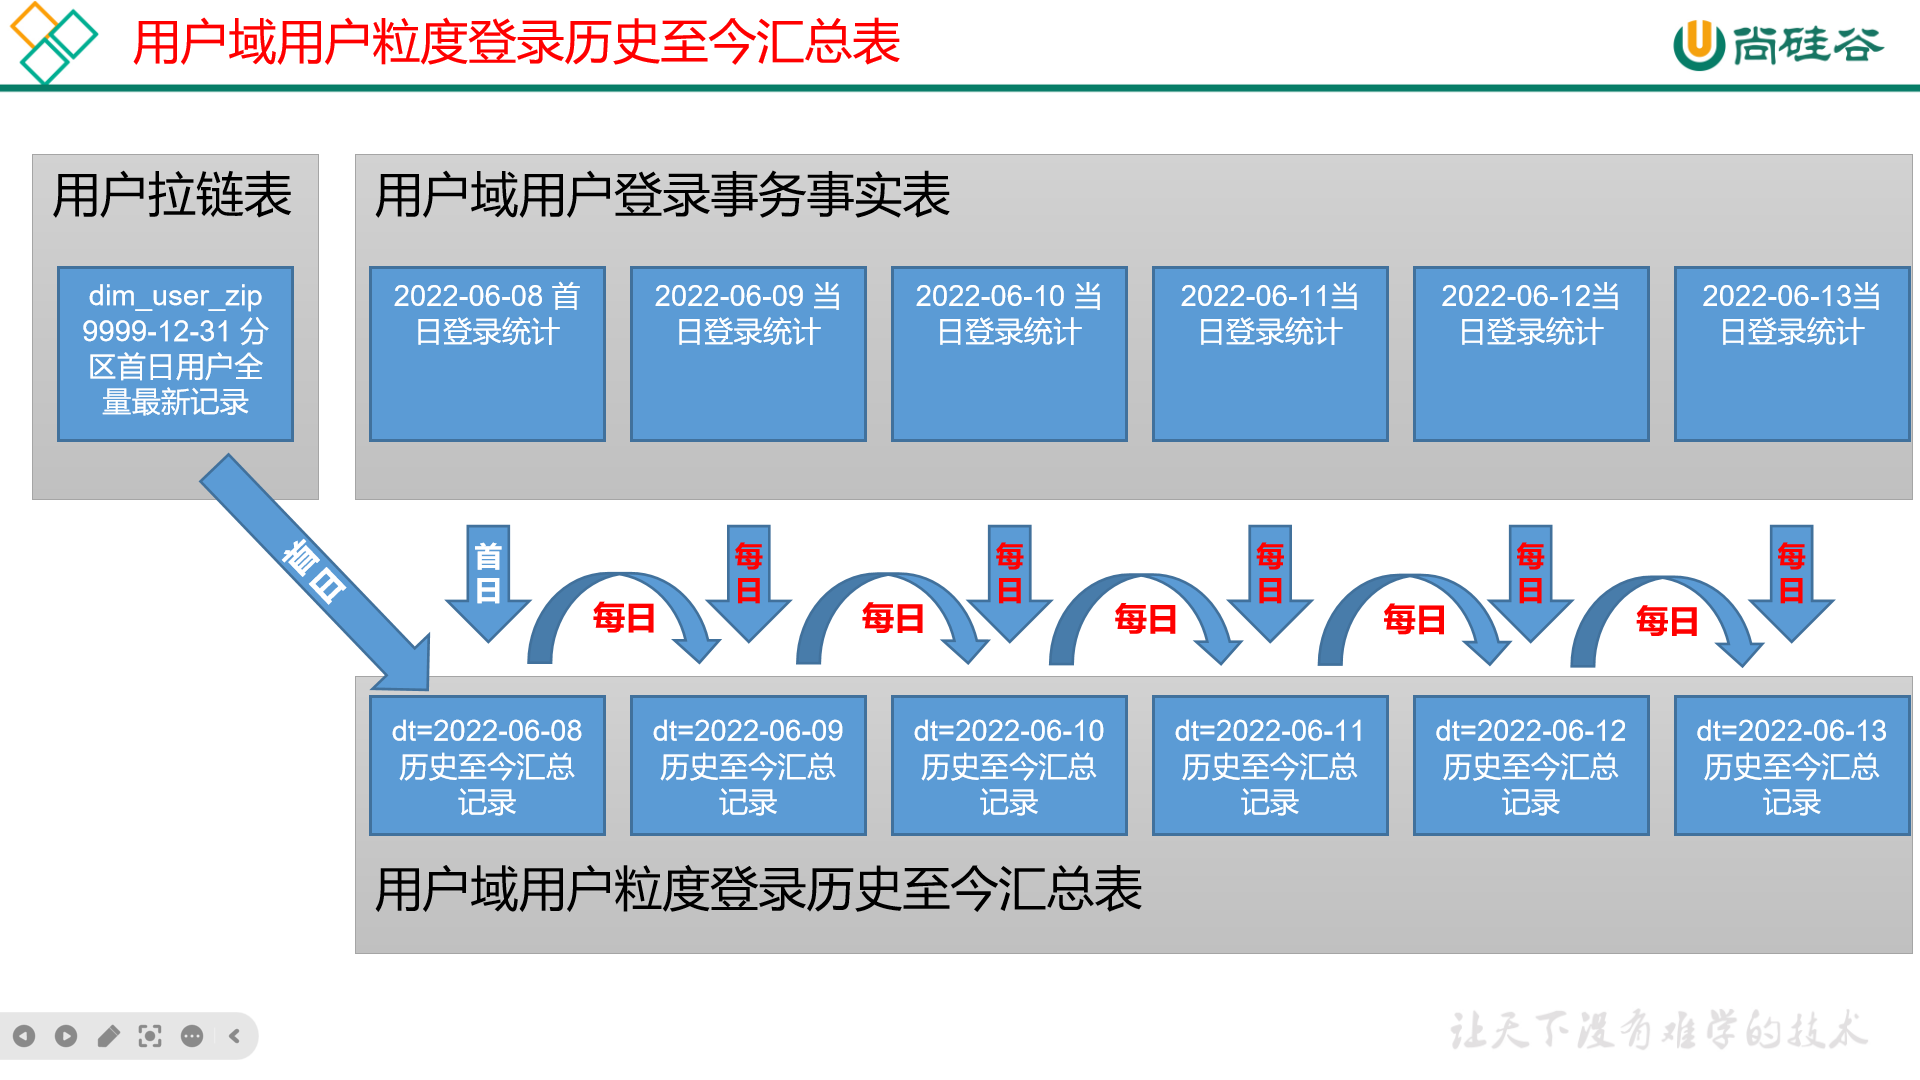 用户域用户粒度登录历史至今汇总表
尚硅谷
用户拉链表
用户域用户登录事务事实表
dim_user_zip
9999-12-31 分
区首日用户全
量最新记录
2022-06-08 首
日登录统计
2022-06-09 当
日登录统计
2022-06-10 当
日登录统计
2022-06-11当
日登录统计
2022-06-12当
日登录统计
2022-06-13当
日登录统计
首日
首
日
每日
每
日
每日
每
日
每日
每
日
每日
每
日
每日
每
日
dt=2022-06-08
历史至今汇总
记录
dt=2022-06-09
历史至今汇总
记录
dt=2022-06-10
历史至今汇总
记录
dt=2022-06-11
历史至今汇总
记录
dt=2022-06-12
历史至今汇总
记录
dt=2022-06-13
历史至今汇总
记录
用户域用户粒度登录历史至今汇总表
让天下没有难学的技术